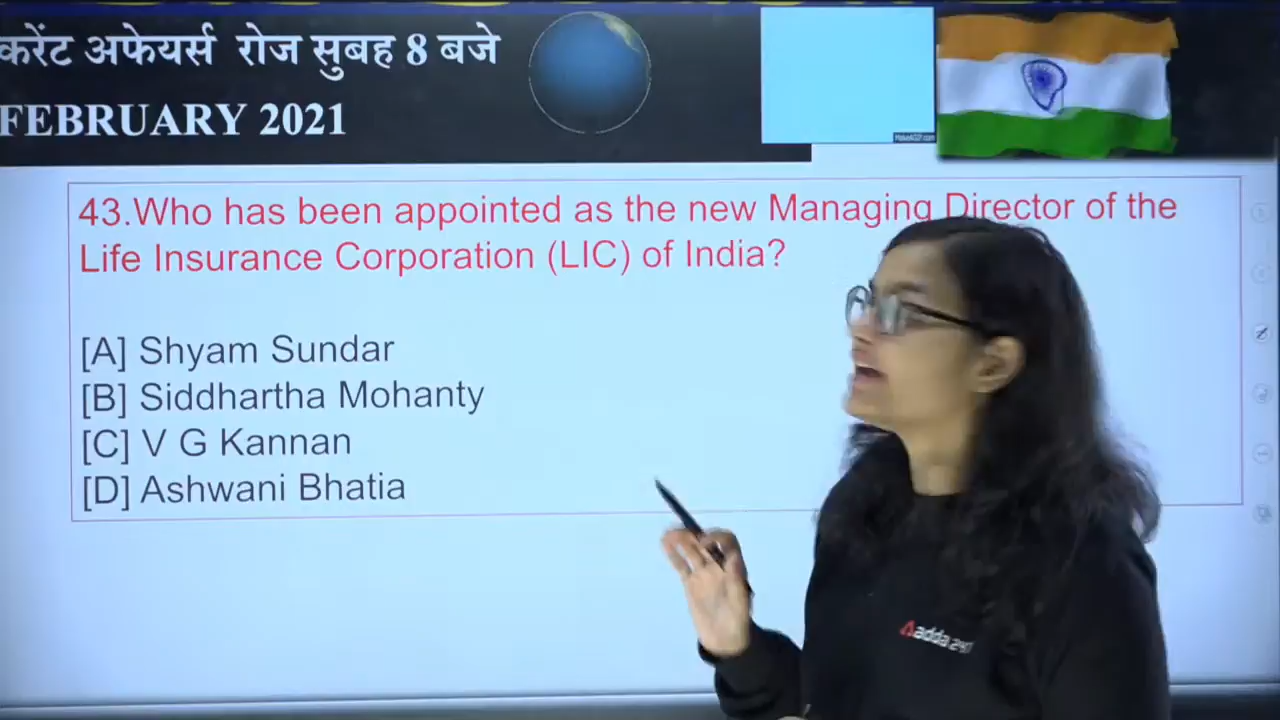 करेंट अफेयर्स रोज सुबह 8 बजे
FEBRUARY 2021
43.Who has been appointed as the new Managing Director of the
Life Insurance Corporation (LIC) of India?
[A] Shyam Sundar
[B] Siddhartha Mohanty
[C] V G Kannan
[D] Ashwani Bhatia
adda247